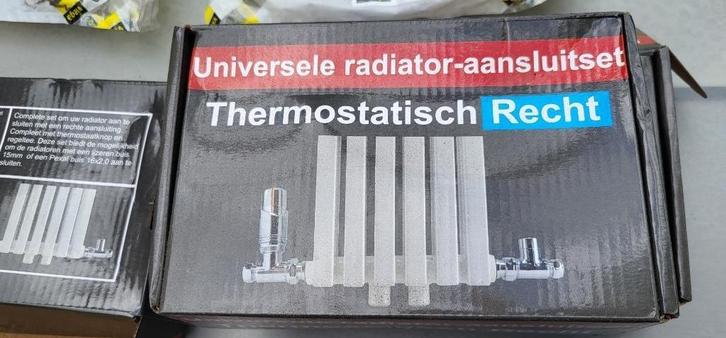 Universele radiator-aansluitset
Thermostatisch Recht
Complete set om uw radiator aan te
sluiten met een rechte aansluiting.
Compleet met thermostaatknop en
regeltee. Deze set biedt de mogelijkheid
om de radiatoren met een ijzeren buis
15mm of een Pexal buis 16x2.0 aan te
sluiten.